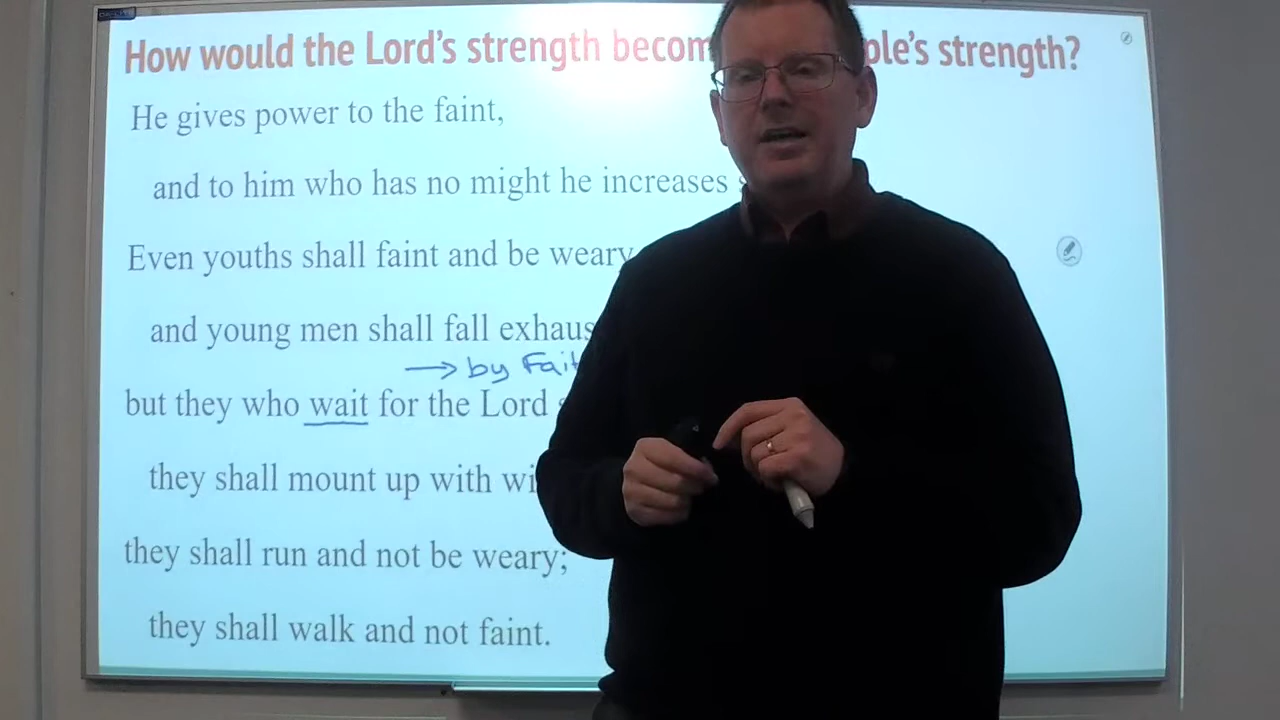 How would the Lord's strength becom ple's strength?
He gives power to the faint,
and to him who has no might he increases
Even youths shall faint and be weary
and young men shall fall exhaus
→ by Fait
but they who wait for the Lord
they shall mount up with wi
they shall run and not be weary;
they shall walk and not faint.